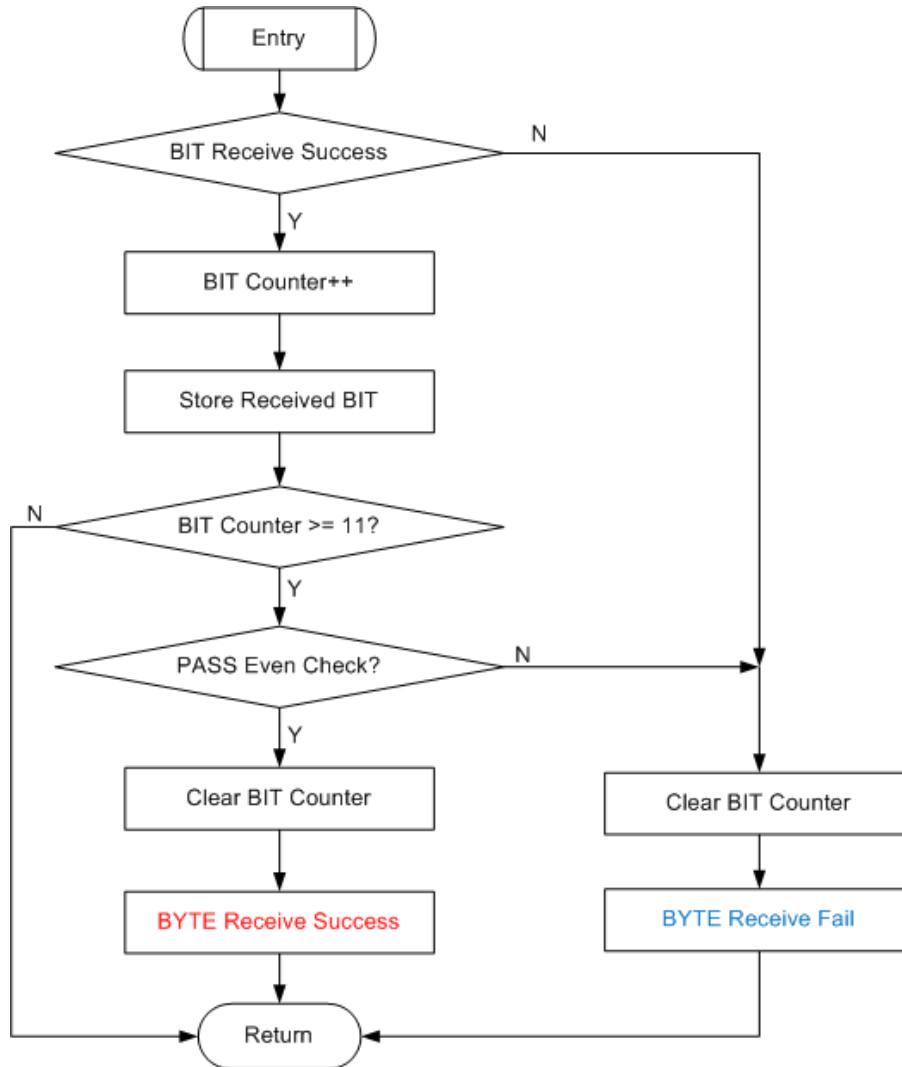 Entry
BIT Receive Success
N
Y
BIT Counter++
Store Received BIT
N
BIT Counter >= 11?
Y
PASS Even Check?
N
Y
Clear BIT Counter
Clear BIT Counter
BYTE Receive Success
BYTE Receive Fail
Return